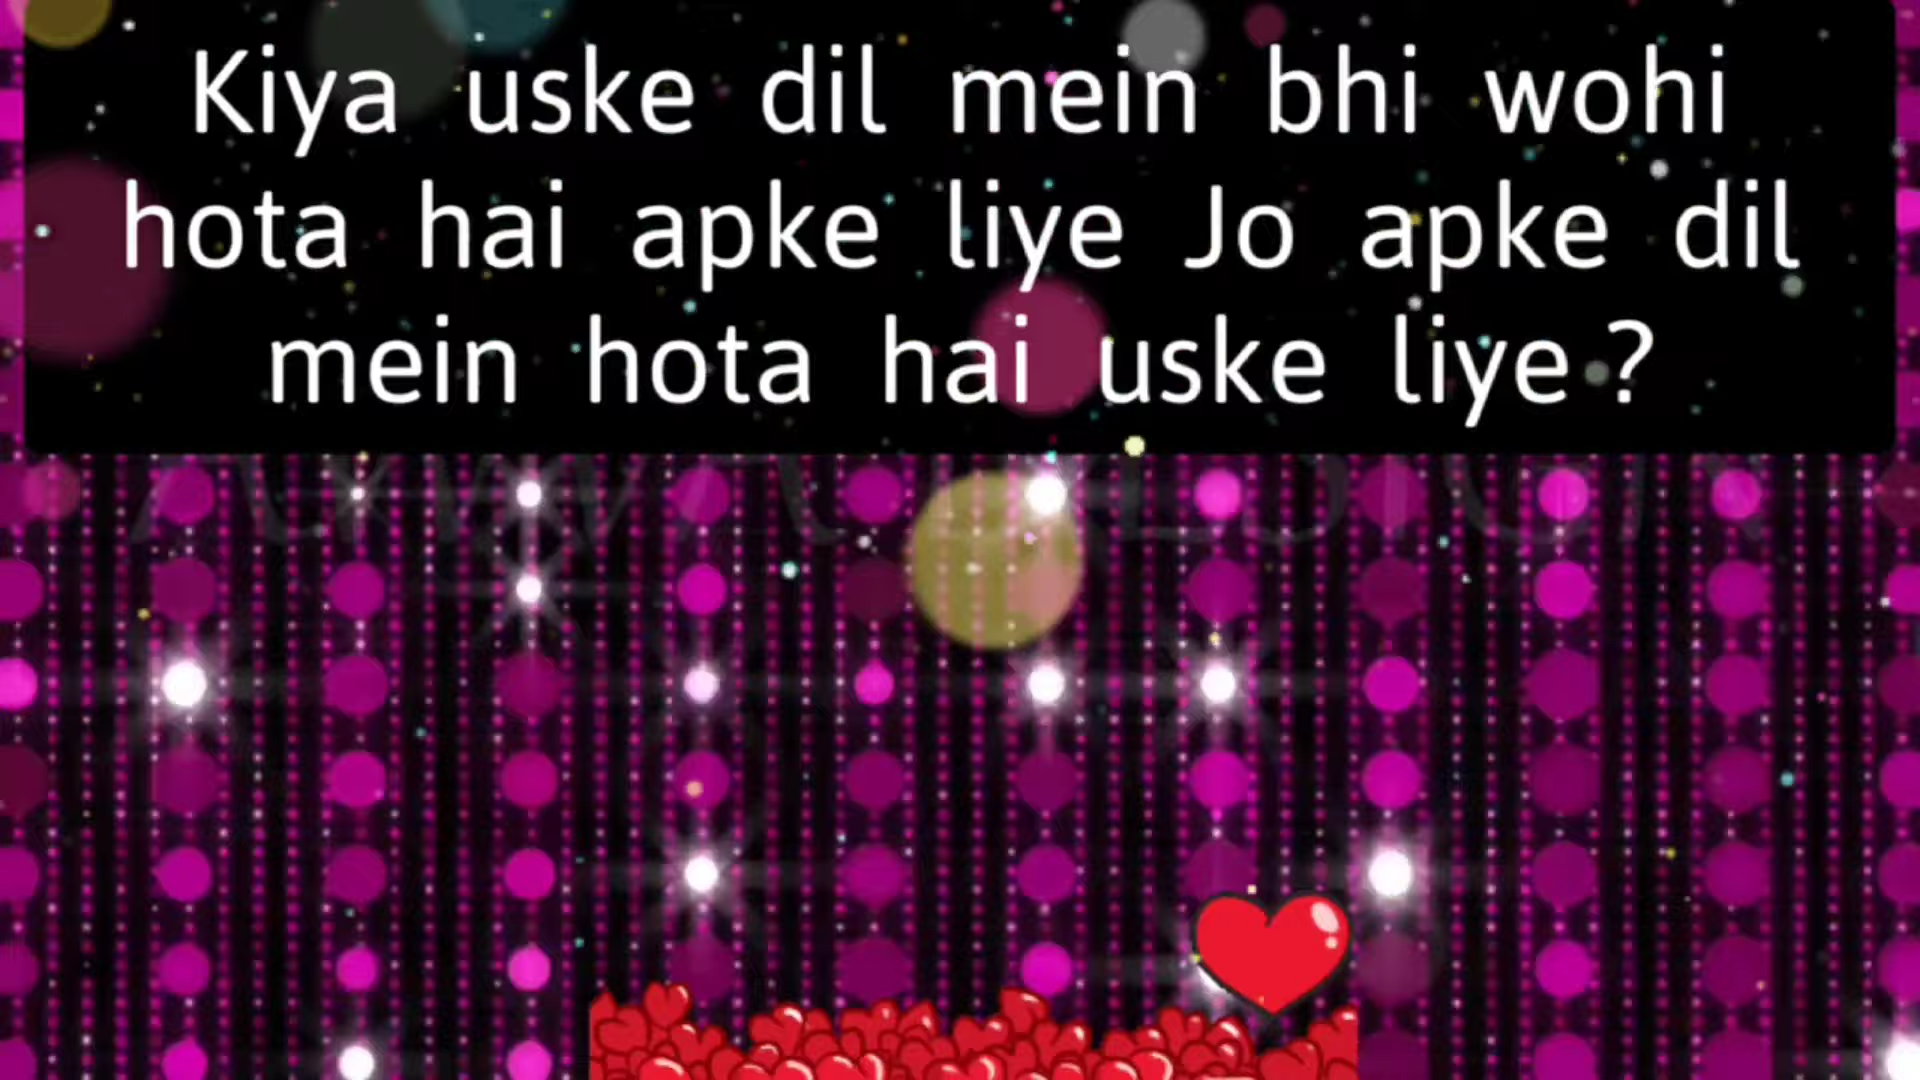 Kiya uske dil mein bhi wohi
hota hai apke liye Jo apke dil
mein hota hai uske liye ?